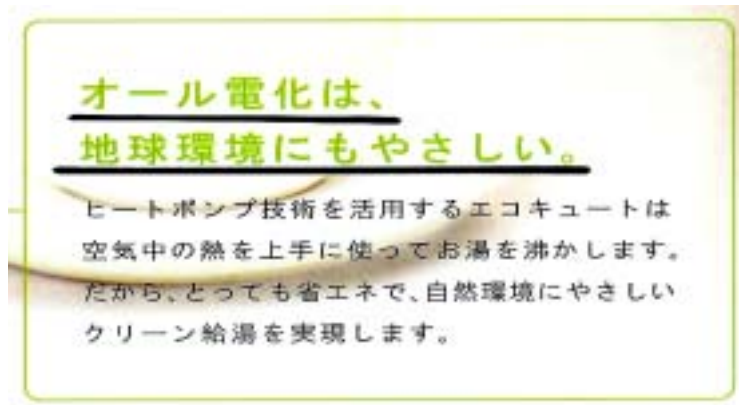 オール電化は、
地球環境にもやさしい。
ヒートポンプ技術を活用するエコキュートは
空気中の熱を上手に使ってお湯を沸かします。
だから、とっても省エネで、自然環境にやさしい
クリーン給湯を実現します。